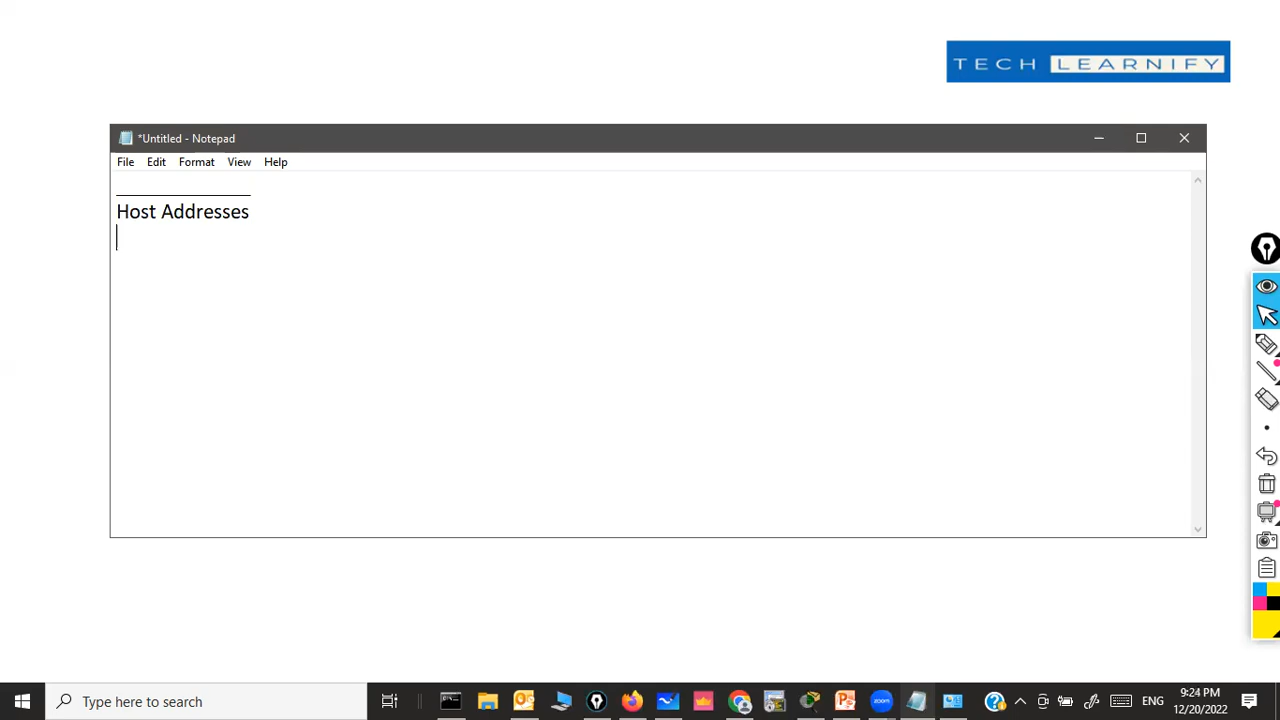 TECH LEARNIFY
*Untitled - Notepad
File Edit Format View Help
Host Addresses
Type here to search
ENG
9:24 PM
12/20/2022